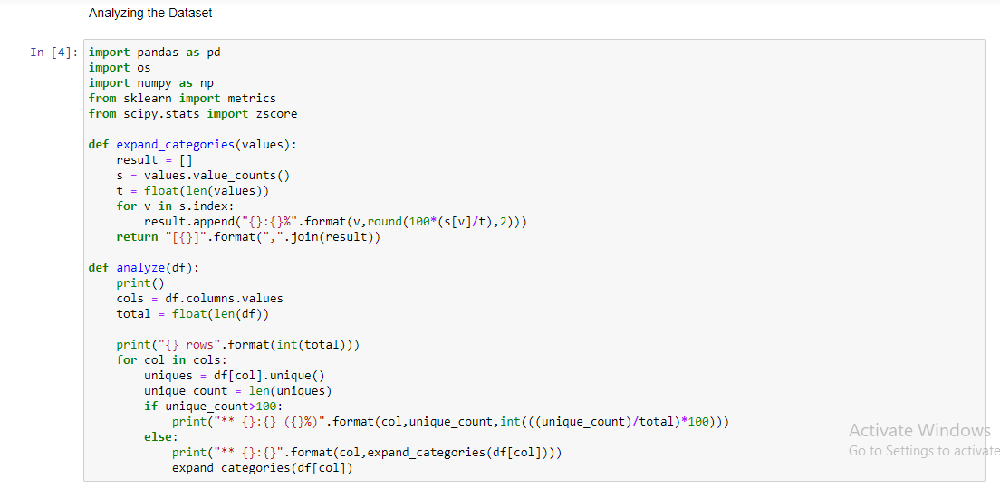 Analyzing the Dataset
In [4]: import pandas as pd
import os
import numpy as np
from sklearn import metrics
from scipy.stats import zscore
def expand_categories(values):
    result = []
    s = values.value_counts()
    t = float(len(values))
    for v in s.index:
        result.append("{}:{}%".format(v,round(100*(s[v]/t),2)))
    return "[{}]".format(",".join(result))
def analyze(df):
    print()
    cols = df.columns.values
    total = float(len(df))
    print("{} rows".format(int(total)))
    for col in cols:
        uniques = df[col].unique()
        unique_count = len(uniques)
        if unique_count>100:
            print("** {}:{} ({}%)".format(col,unique_count,int(((unique_count)/total)*100)))
        else:
            print("** {}:{}".format(col,expand_categories(df[col])))
            expand_categories(df[col])
Activate Windows
Go to Settings to activate